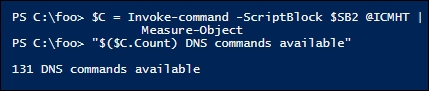 PS C:\foo> $C = Invoke-command -ScriptBlock $SB2 @ICMHT |
Measure-Object
PS C:\foo> "$($C.Count) DNS commands available"
131 DNS commands available